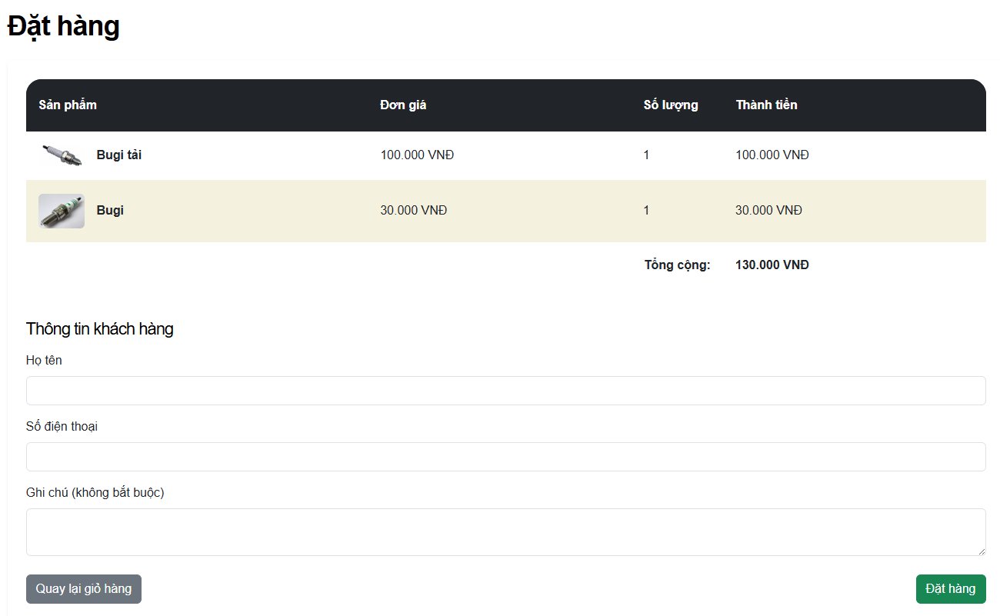 Đặt hàng
Sản phẩm Đơn giá Số lượng Thành tiền
Bugi tải 100.000 VNĐ 1 100.000 VNĐ
Bugi 30.000 VNĐ 1 30.000 VNĐ
Tổng cộng: 130.000 VNĐ
Thông tin khách hàng
Họ tên
Số điện thoại
Ghi chú (không bắt buộc)
Quay lại giỏ hàng Đặt hàng